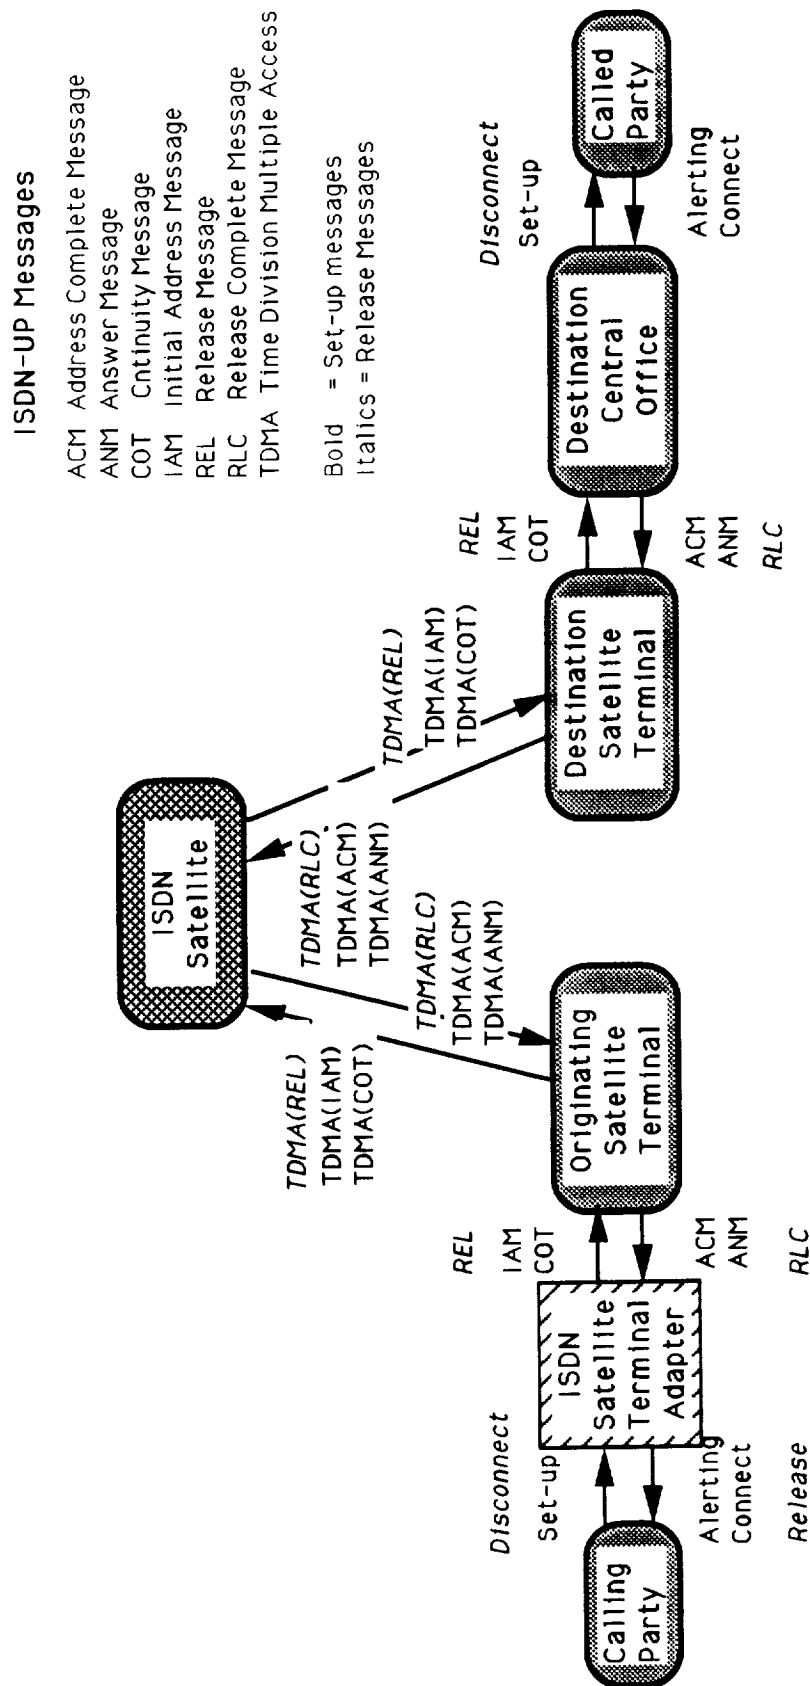 ISDN-UP Messages
ACM Address Complete Message
ANM Answer Message
COT Cntinuity Message
IAM Initial Address Message
REL Release Message
RLC Release Complete Message
TDMA Time Division Multiple Access
Bold = Set-up messages
Italics = Release Messages
ISDN
Satellite
TDMA(REL)
TDMA(IAM)
TDMA(COT)
TDMA(RLC)
TDMA(ACM)
TDMA(ANM)
TDMA(RLC)
TDMA(ACM)
TDMA(ANM)
TDMA(REL)
TDMA(IAM)
TDMA(COT)
Disconnect
Set-up
REL
IAM
COT
REL
IAM
COT
Disconnect
Set-up
Calling
Party
ISDN
Satellite
Terminal
Adapter
Originating
Satellite
Terminal
Destination
Satellite
Terminal
Destination
Central
Office
Called
Party
Alerting
Connect
Release
ACM
ANM
RLC
ACM
ANM
RLC
Alerting
Connect